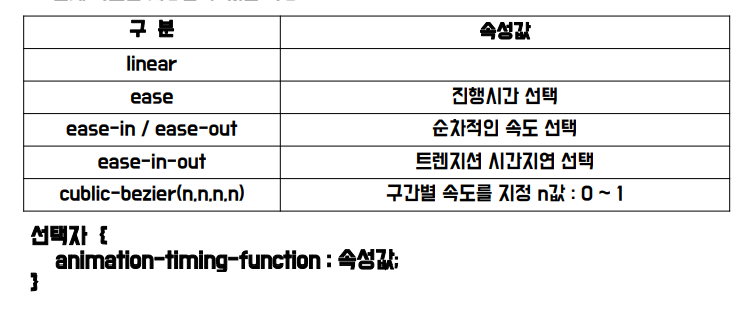 구 분 속성값
linear
ease 진행시간 선택
ease-in / ease-out 순차적인 속도 선택
ease-in-out 트렌지션 시간지연 선택
cublic-bezier(n,n,n,n) 구간별 속도를 지정 n값 : 0 ~ 1
선택자 {
animation-timing-function : 속성값;
}